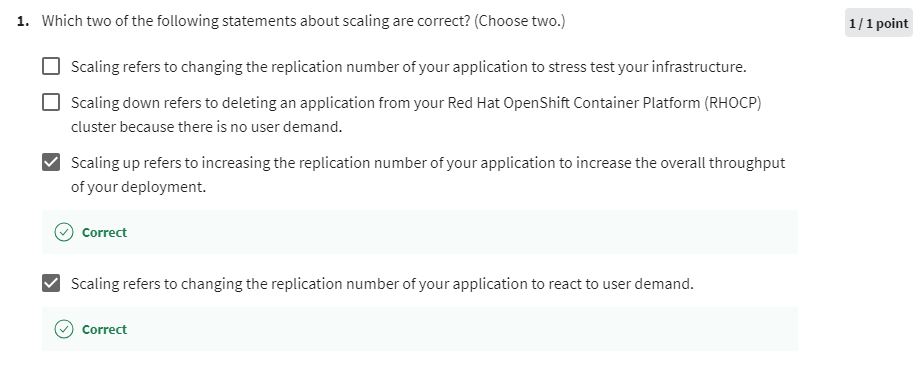 1. Which two of the following statements about scaling are correct? (Choose two.)
1 / 1 point
Scaling refers to changing the replication number of your application to stress test your infrastructure.
Scaling down refers to deleting an application from your Red Hat OpenShift Container Platform (RHOCP)
cluster because there is no user demand.
Scaling up refers to increasing the replication number of your application to increase the overall throughput
of your deployment.
Correct
Scaling refers to changing the replication number of your application to react to user demand.
Correct